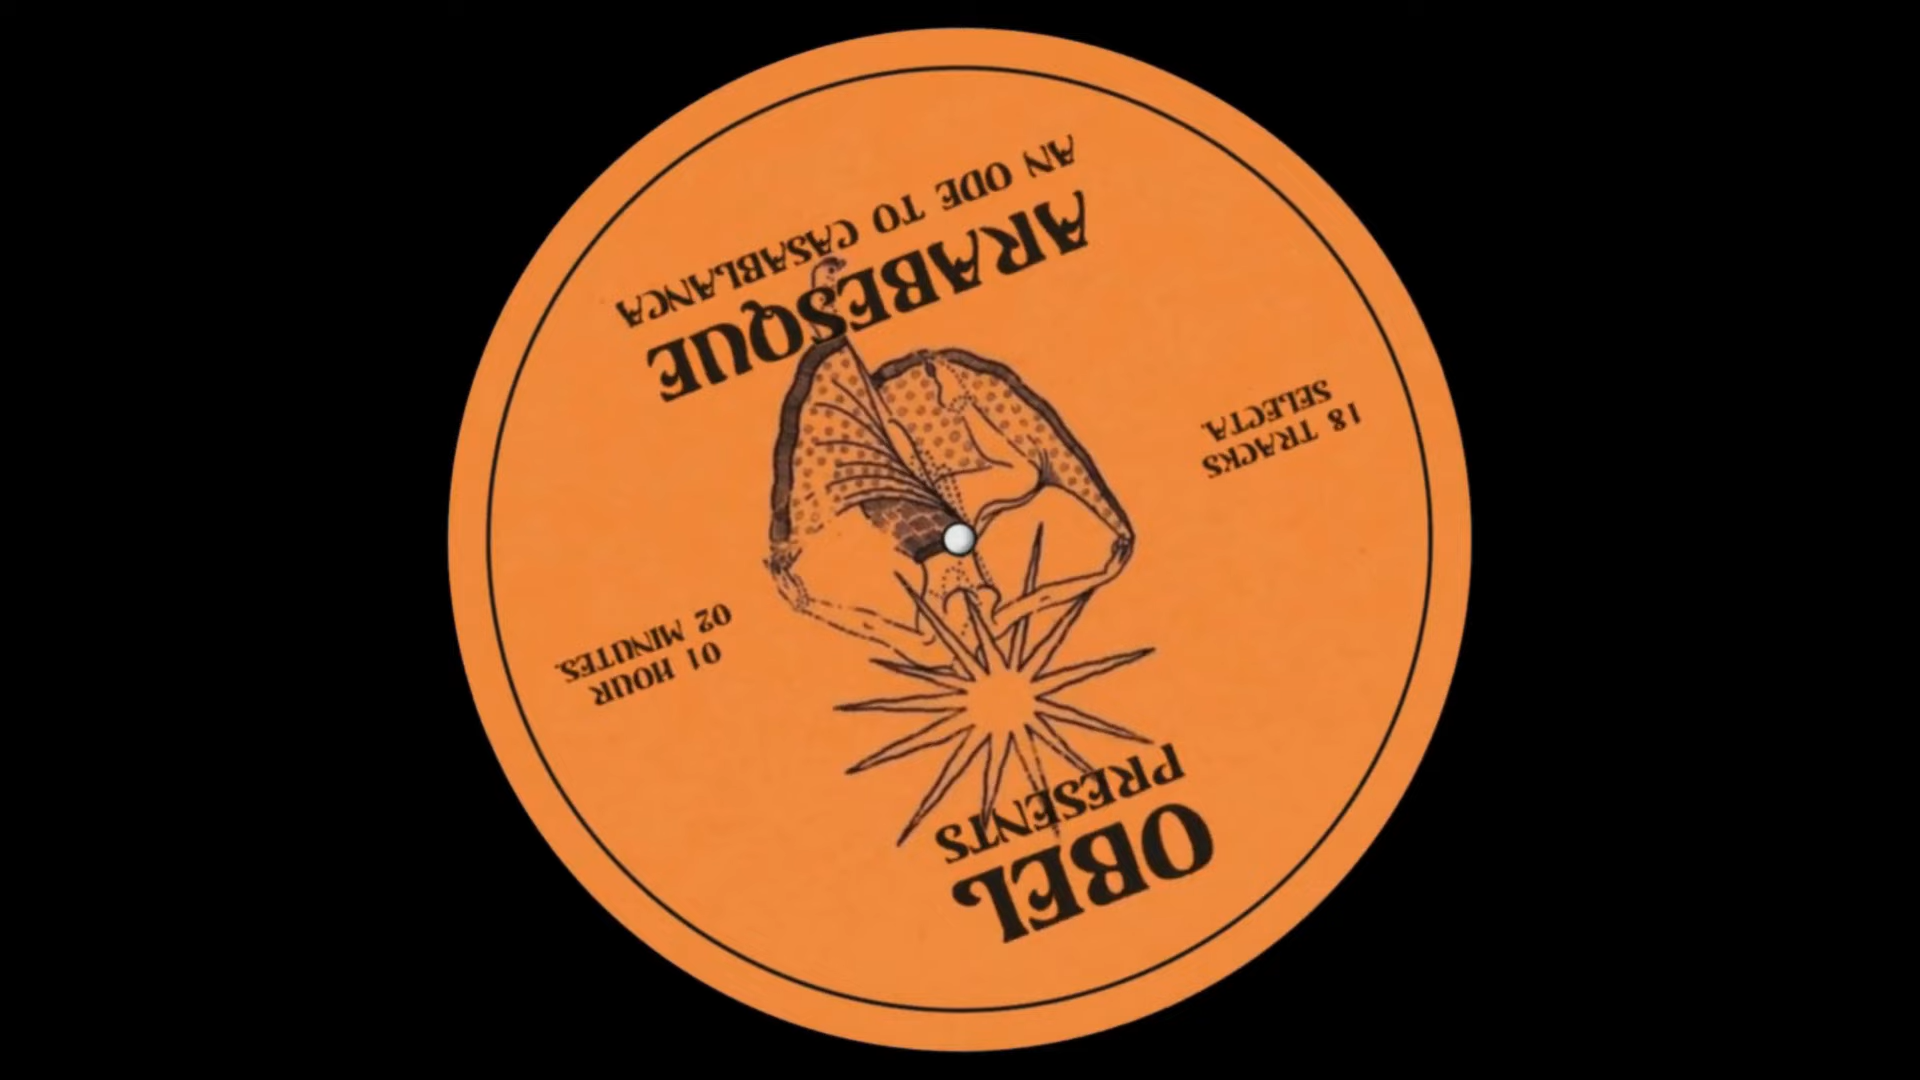 OBEL
PRESENTS
18 TRACKS
SELECTA.
01 HOUR
02 MINUTES.
ARABESQUE
AN ODE TO CASABLANCA